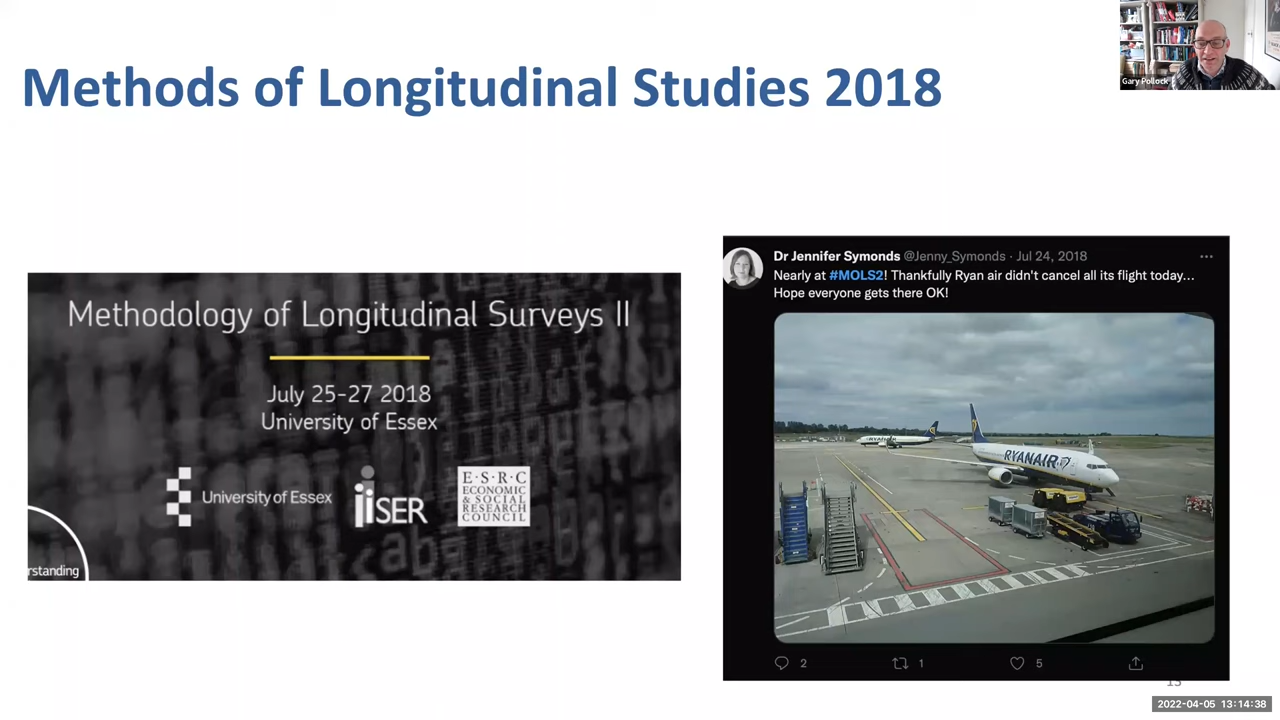 Methods of Longitudinal Studies 2018
Gary Pollock
Methodology of Longitudinal Surveys II
July 25-27 2018
University of Essex
University of Essex
iiSER
E·S·R·C
ECONOMIC
& SOCIAL
RESEARCH
COUNCIL
rstanding
Dr Jennifer Symonds @Jenny_Symonds · Jul 24, 2018
Nearly at #MOLS2! Thankfully Ryan air didn't cancel all its flight today...
Hope everyone gets there OK!
RYANAIR
RYANAIR
2 1 5
13
2022-04-05 13:14:38